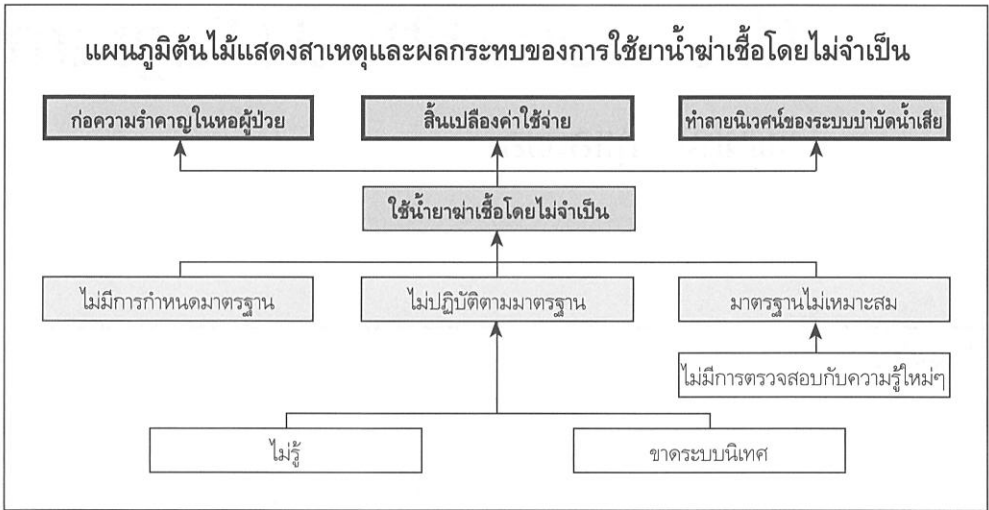 แผนภูมิต้นไม้แสดงสาเหตุและผลกระทบของการใช้ยาน้ำฆ่าเชื้อโดยไม่จำเป็น
ก่อความรำคาญในหอผู้ป่วย
สิ้นเปลืองค่าใช้จ่าย
ทำลายนิเวศน์ของระบบบำบัดน้ำเสีย
ใช้น้ำยาฆ่าเชื้อโดยไม่จำเป็น
ไม่มีการกำหนดมาตรฐาน
ไม่ปฏิบัติตามมาตรฐาน
มาตรฐานไม่เหมาะสม
ไม่มีการตรวจสอบกับความรู้ใหม่ๆ
ไม่รู้
ขาดระบบนิเทศ